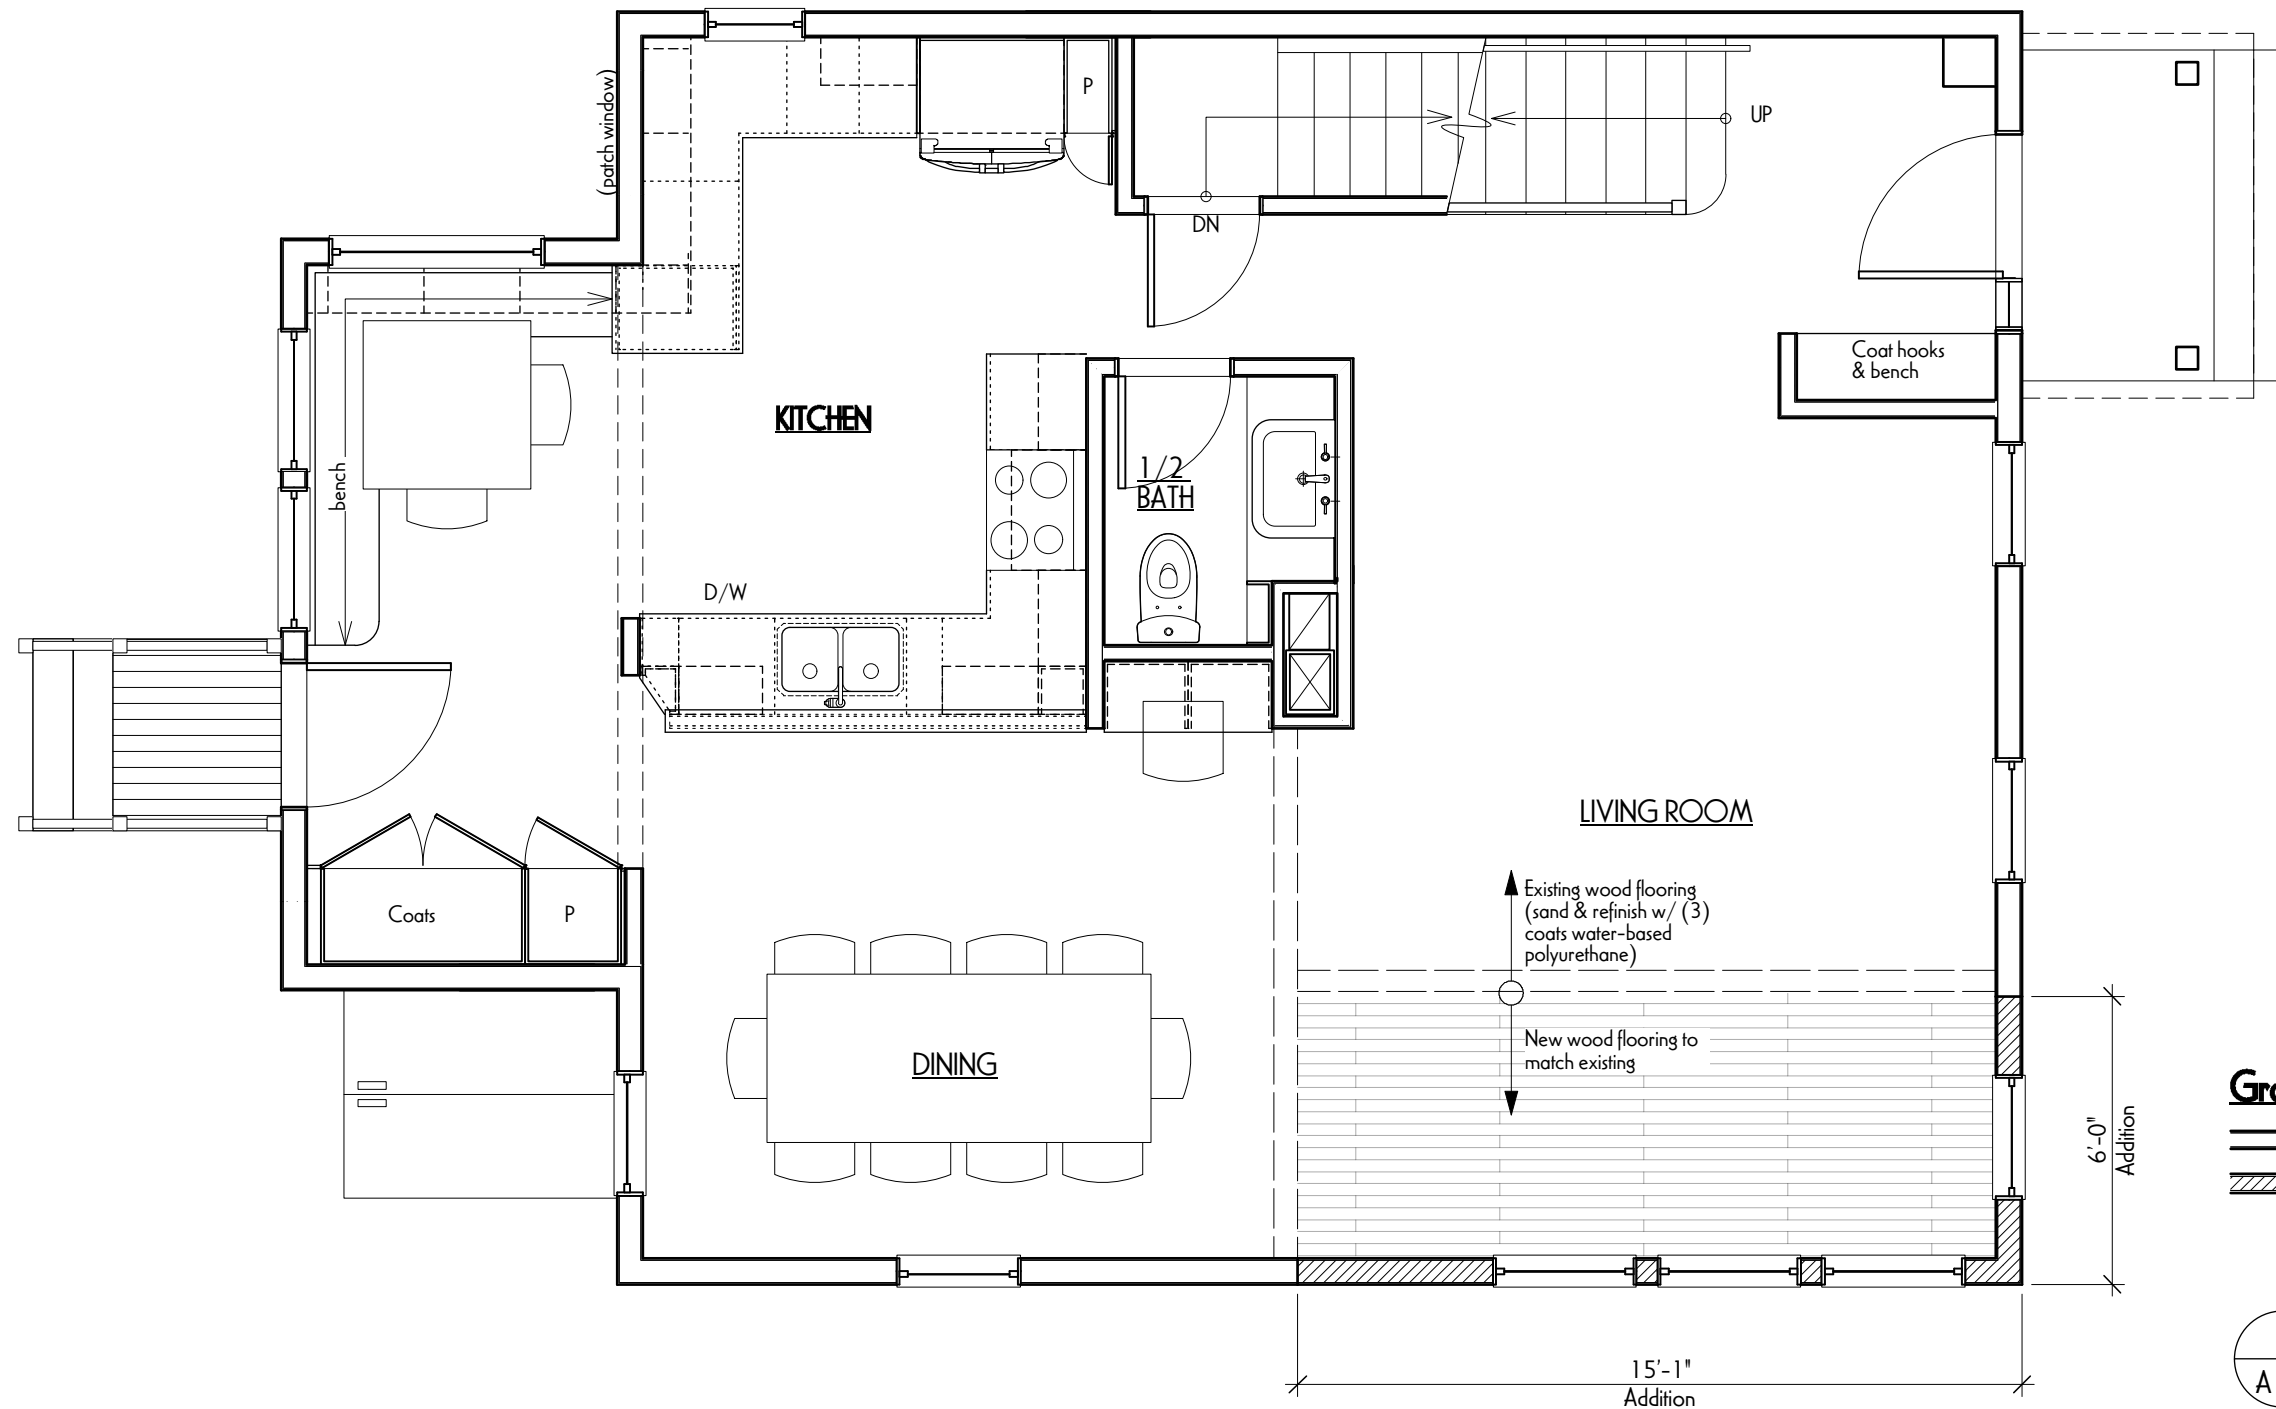 (patch window)
P
UP
DN
Coat hooks
& bench
KITCHEN
bench
1/2
BATH
D/W
LIVING ROOM
Existing wood flooring
(sand & refinish w/ (3)
coats water-based
polyurethane)
Coats
P
New wood flooring to
match existing
DINING
6'-0"
Addition
15'-1"
Addition
A